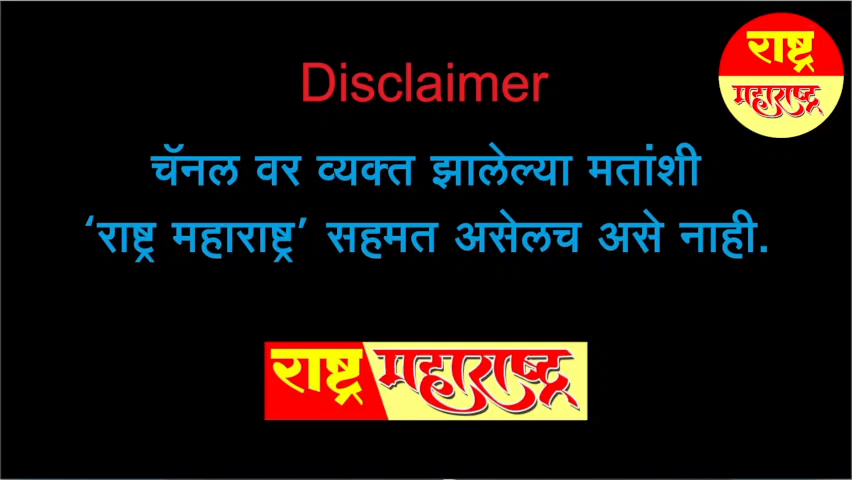 राष्ट्र
महाराष्ट्र
Disclaimer
चॅनल वर व्यक्त झालेल्या मतांशी
‘राष्ट्र महाराष्ट्र’ सहमत असेलच असे नाही.
राष्ट्र महाराष्ट्र